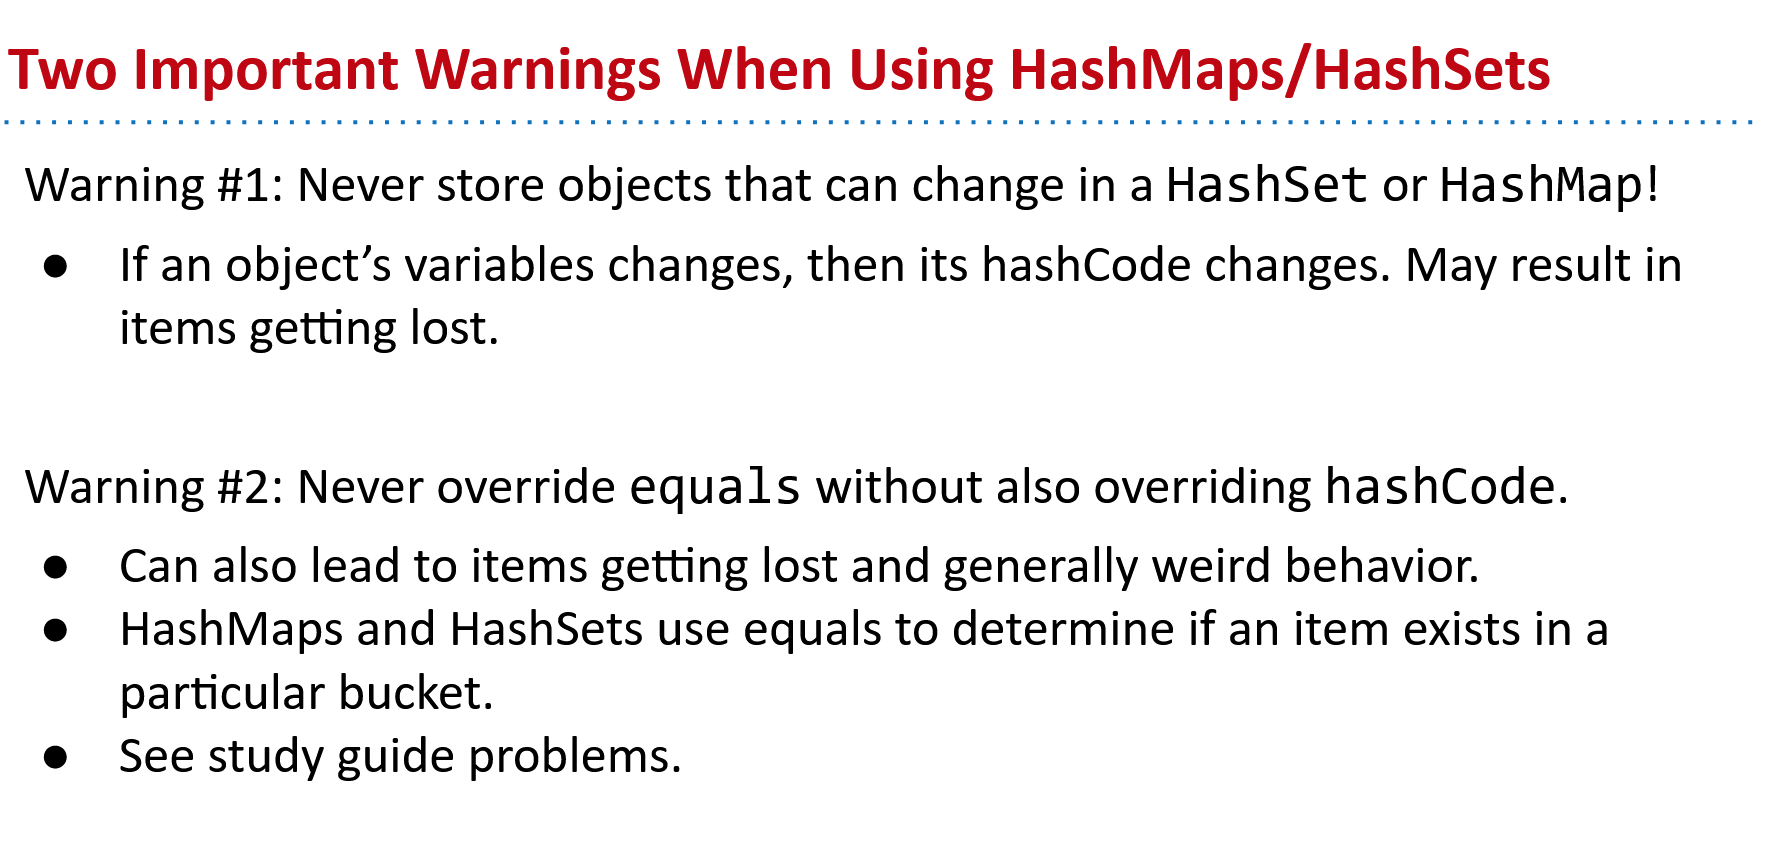 Two Important Warnings When Using HashMaps/HashSets
Warning #1: Never store objects that can change in a HashSet or HashMap!
● If an object’s variables changes, then its hashCode changes. May result in
items getting lost.
Warning #2: Never override equals without also overriding hashCode.
● Can also lead to items getting lost and generally weird behavior.
● HashMaps and HashSets use equals to determine if an item exists in a
particular bucket.
● See study guide problems.